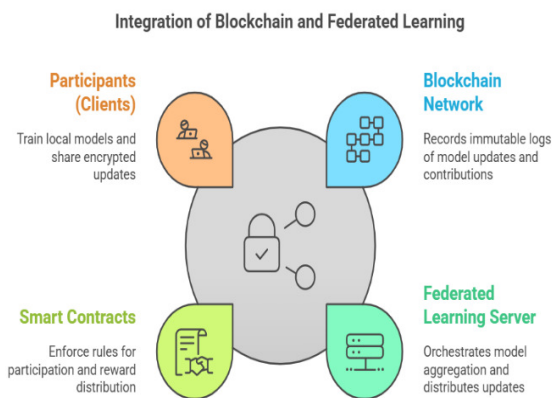 Integration of Blockchain and Federated Learning
Participants
(Clients)
Train local models and
share encrypted
updates
Blockchain
Network
Records immutable logs
of model updates and
contributions
Smart Contracts
Enforce rules for
participation and reward
distribution
Federated
Learning Server
Orchestrates model
aggregation and
distributes updates